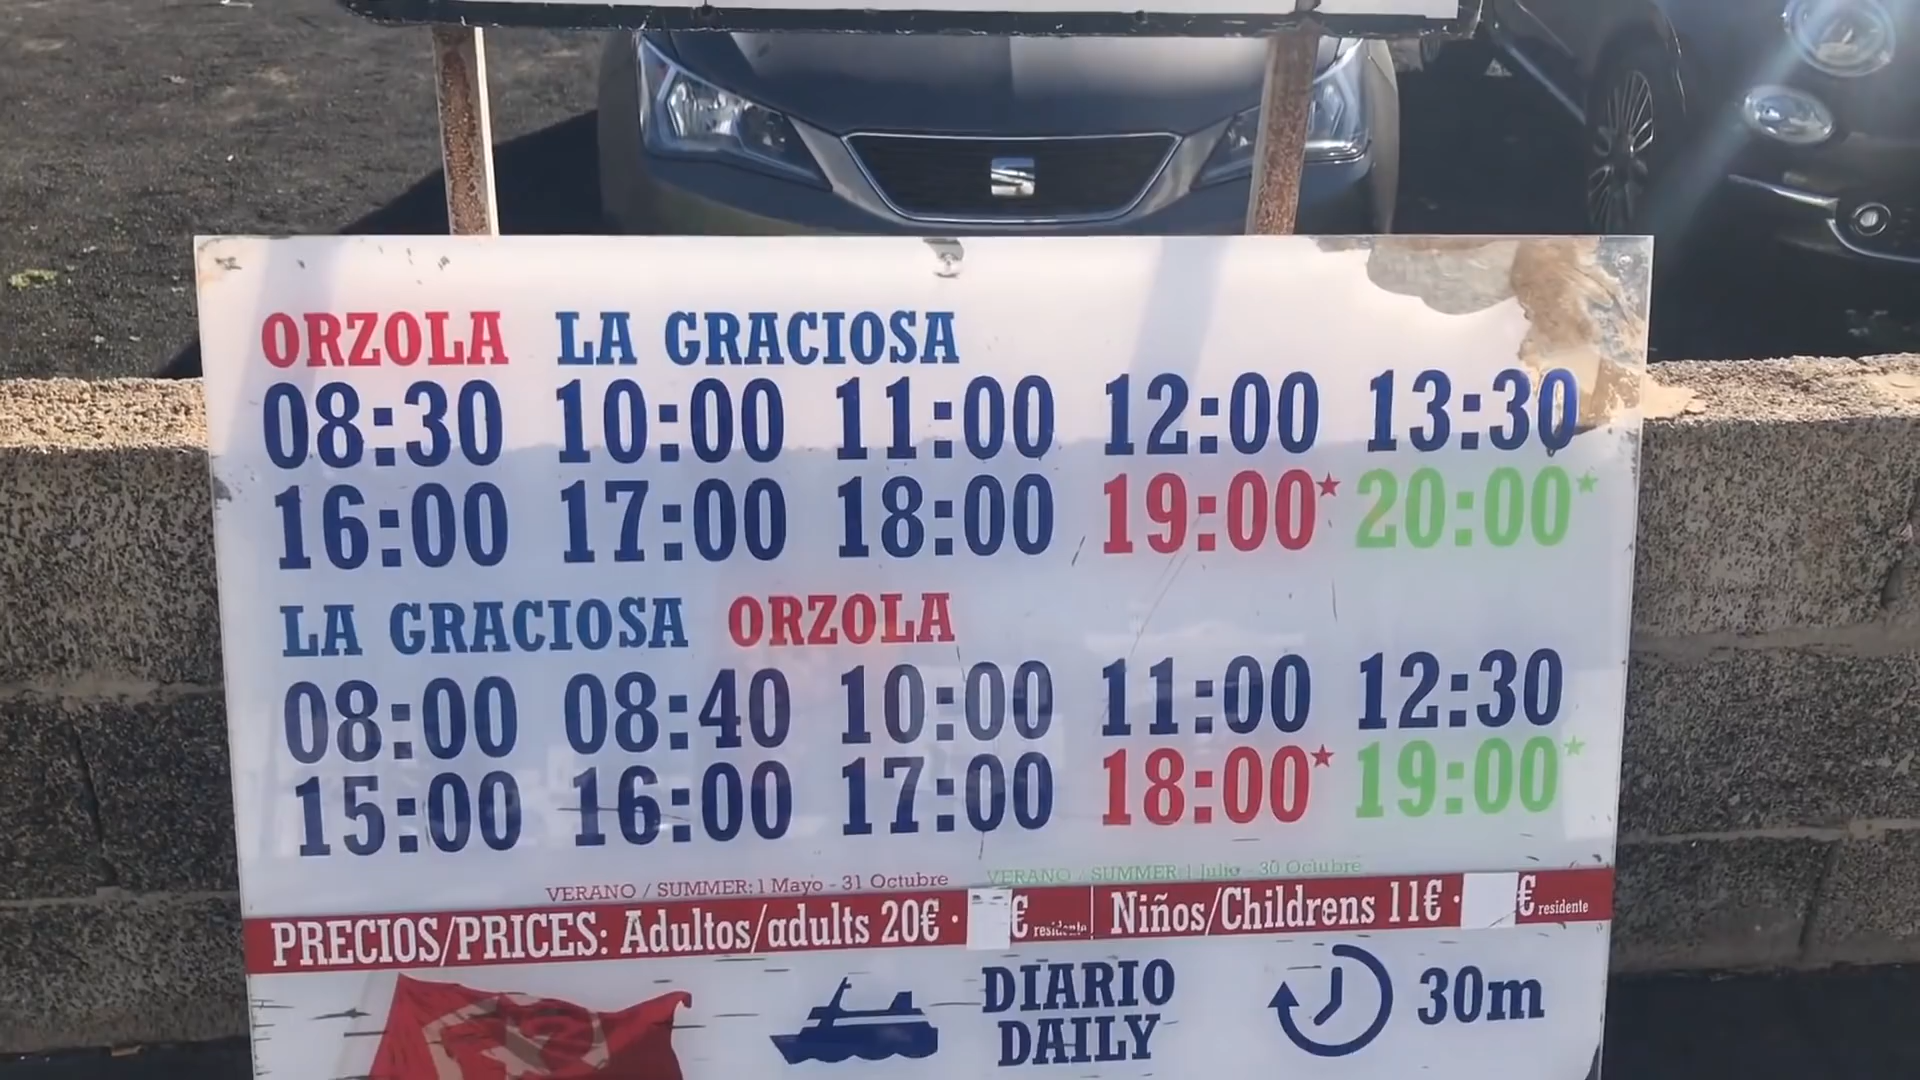 ORZOLA LA GRACIOSA
08:30 10:00 11:00 12:00 13:30
16:00 17:00 18:00 19:00* 20:00*
LA GRACIOSA ORZOLA
08:00 08:40 10:00 11:00 12:30
15:00 16:00 17:00 18:00* 19:00*
VERANO / SUMMER: 1 Mayo - 31 Octubre VERANO / SUMMER: 1 Julio - 30 Octubre
PRECIOS/PRICES: Adultos/adults 20€ · € residente | Niños/Childrens 11€ · € residente
DIARIO
DAILY
30m